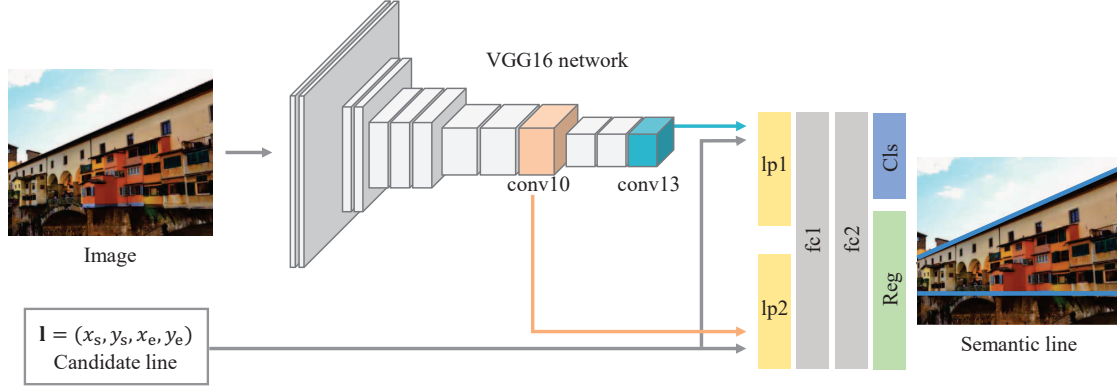 VGG16 network
conv10
conv13
Image
l = (xₛ, yₛ, xₑ, yₑ)
Candidate line
lp1
lp2
fc1
fc2
Cls
Reg
Semantic line